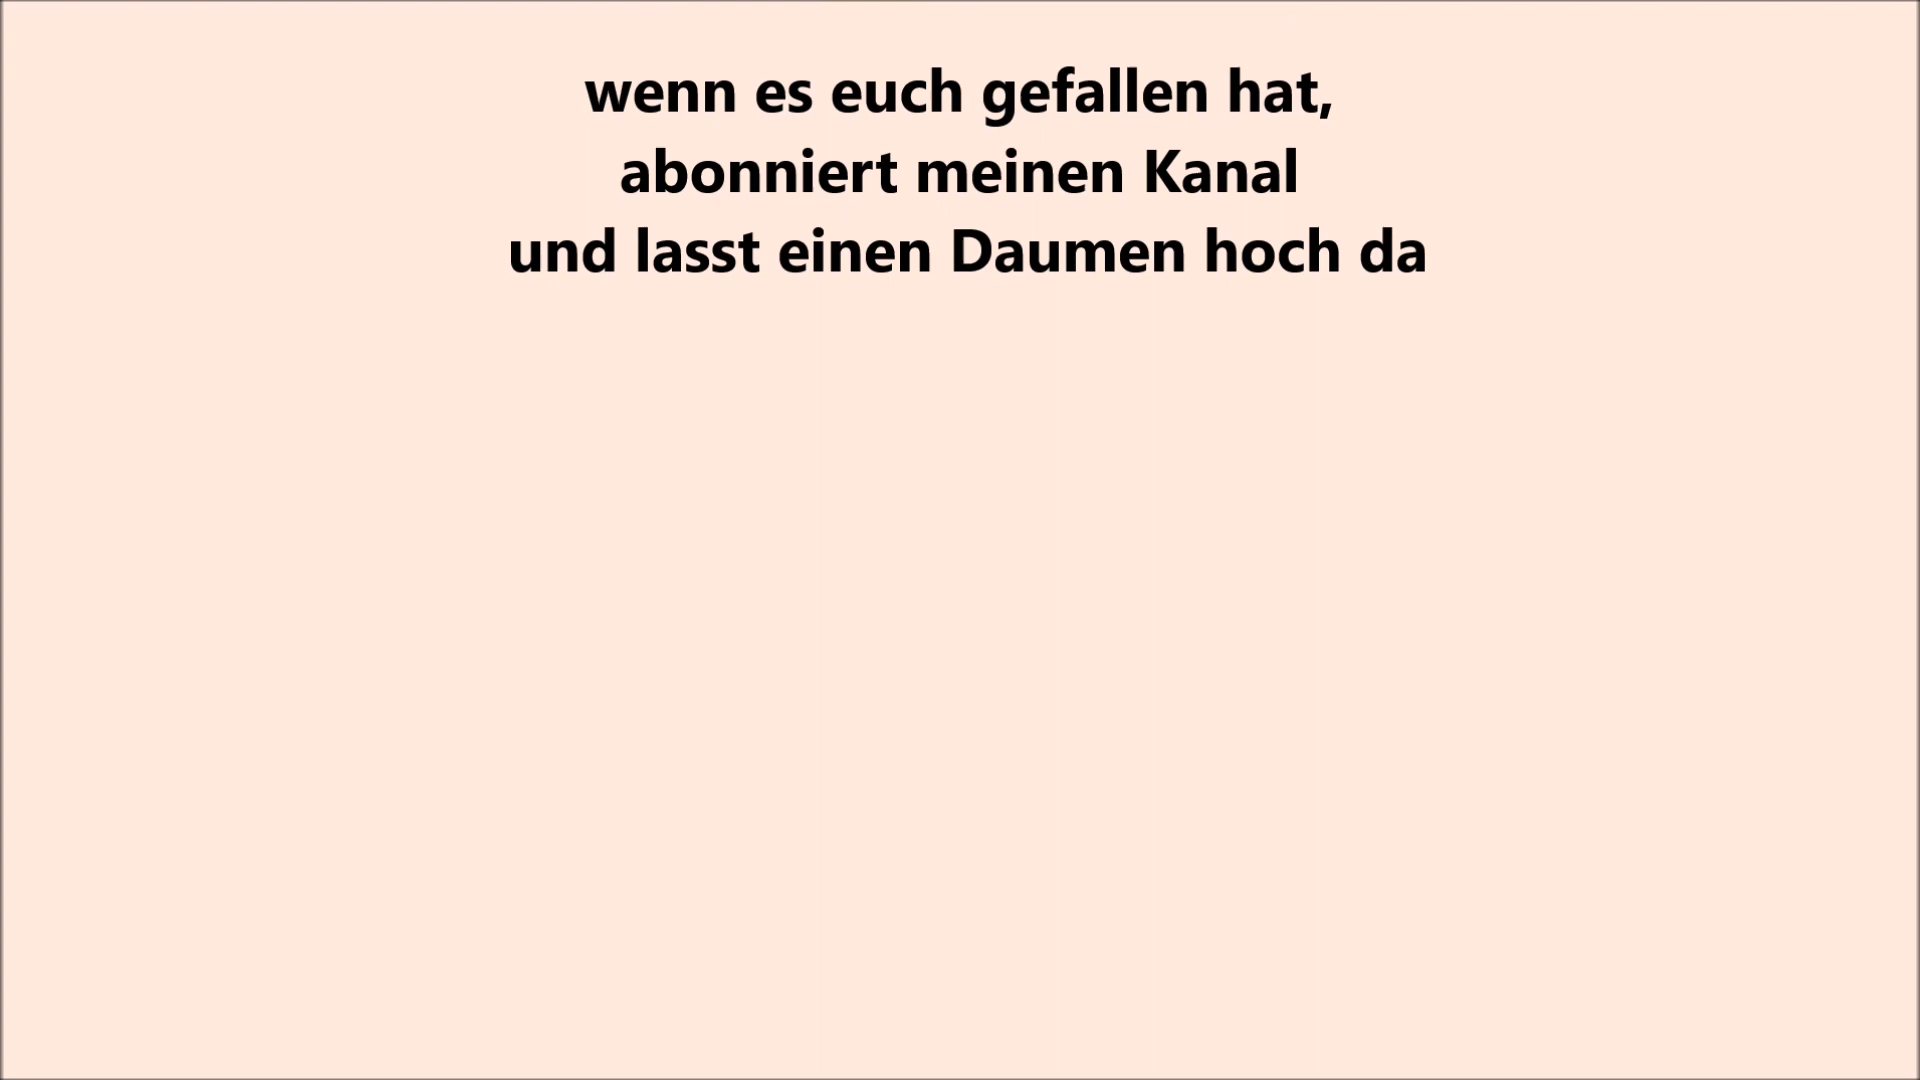 wenn es euch gefallen hat,
abonniert meinen Kanal
und lasst einen Daumen hoch da